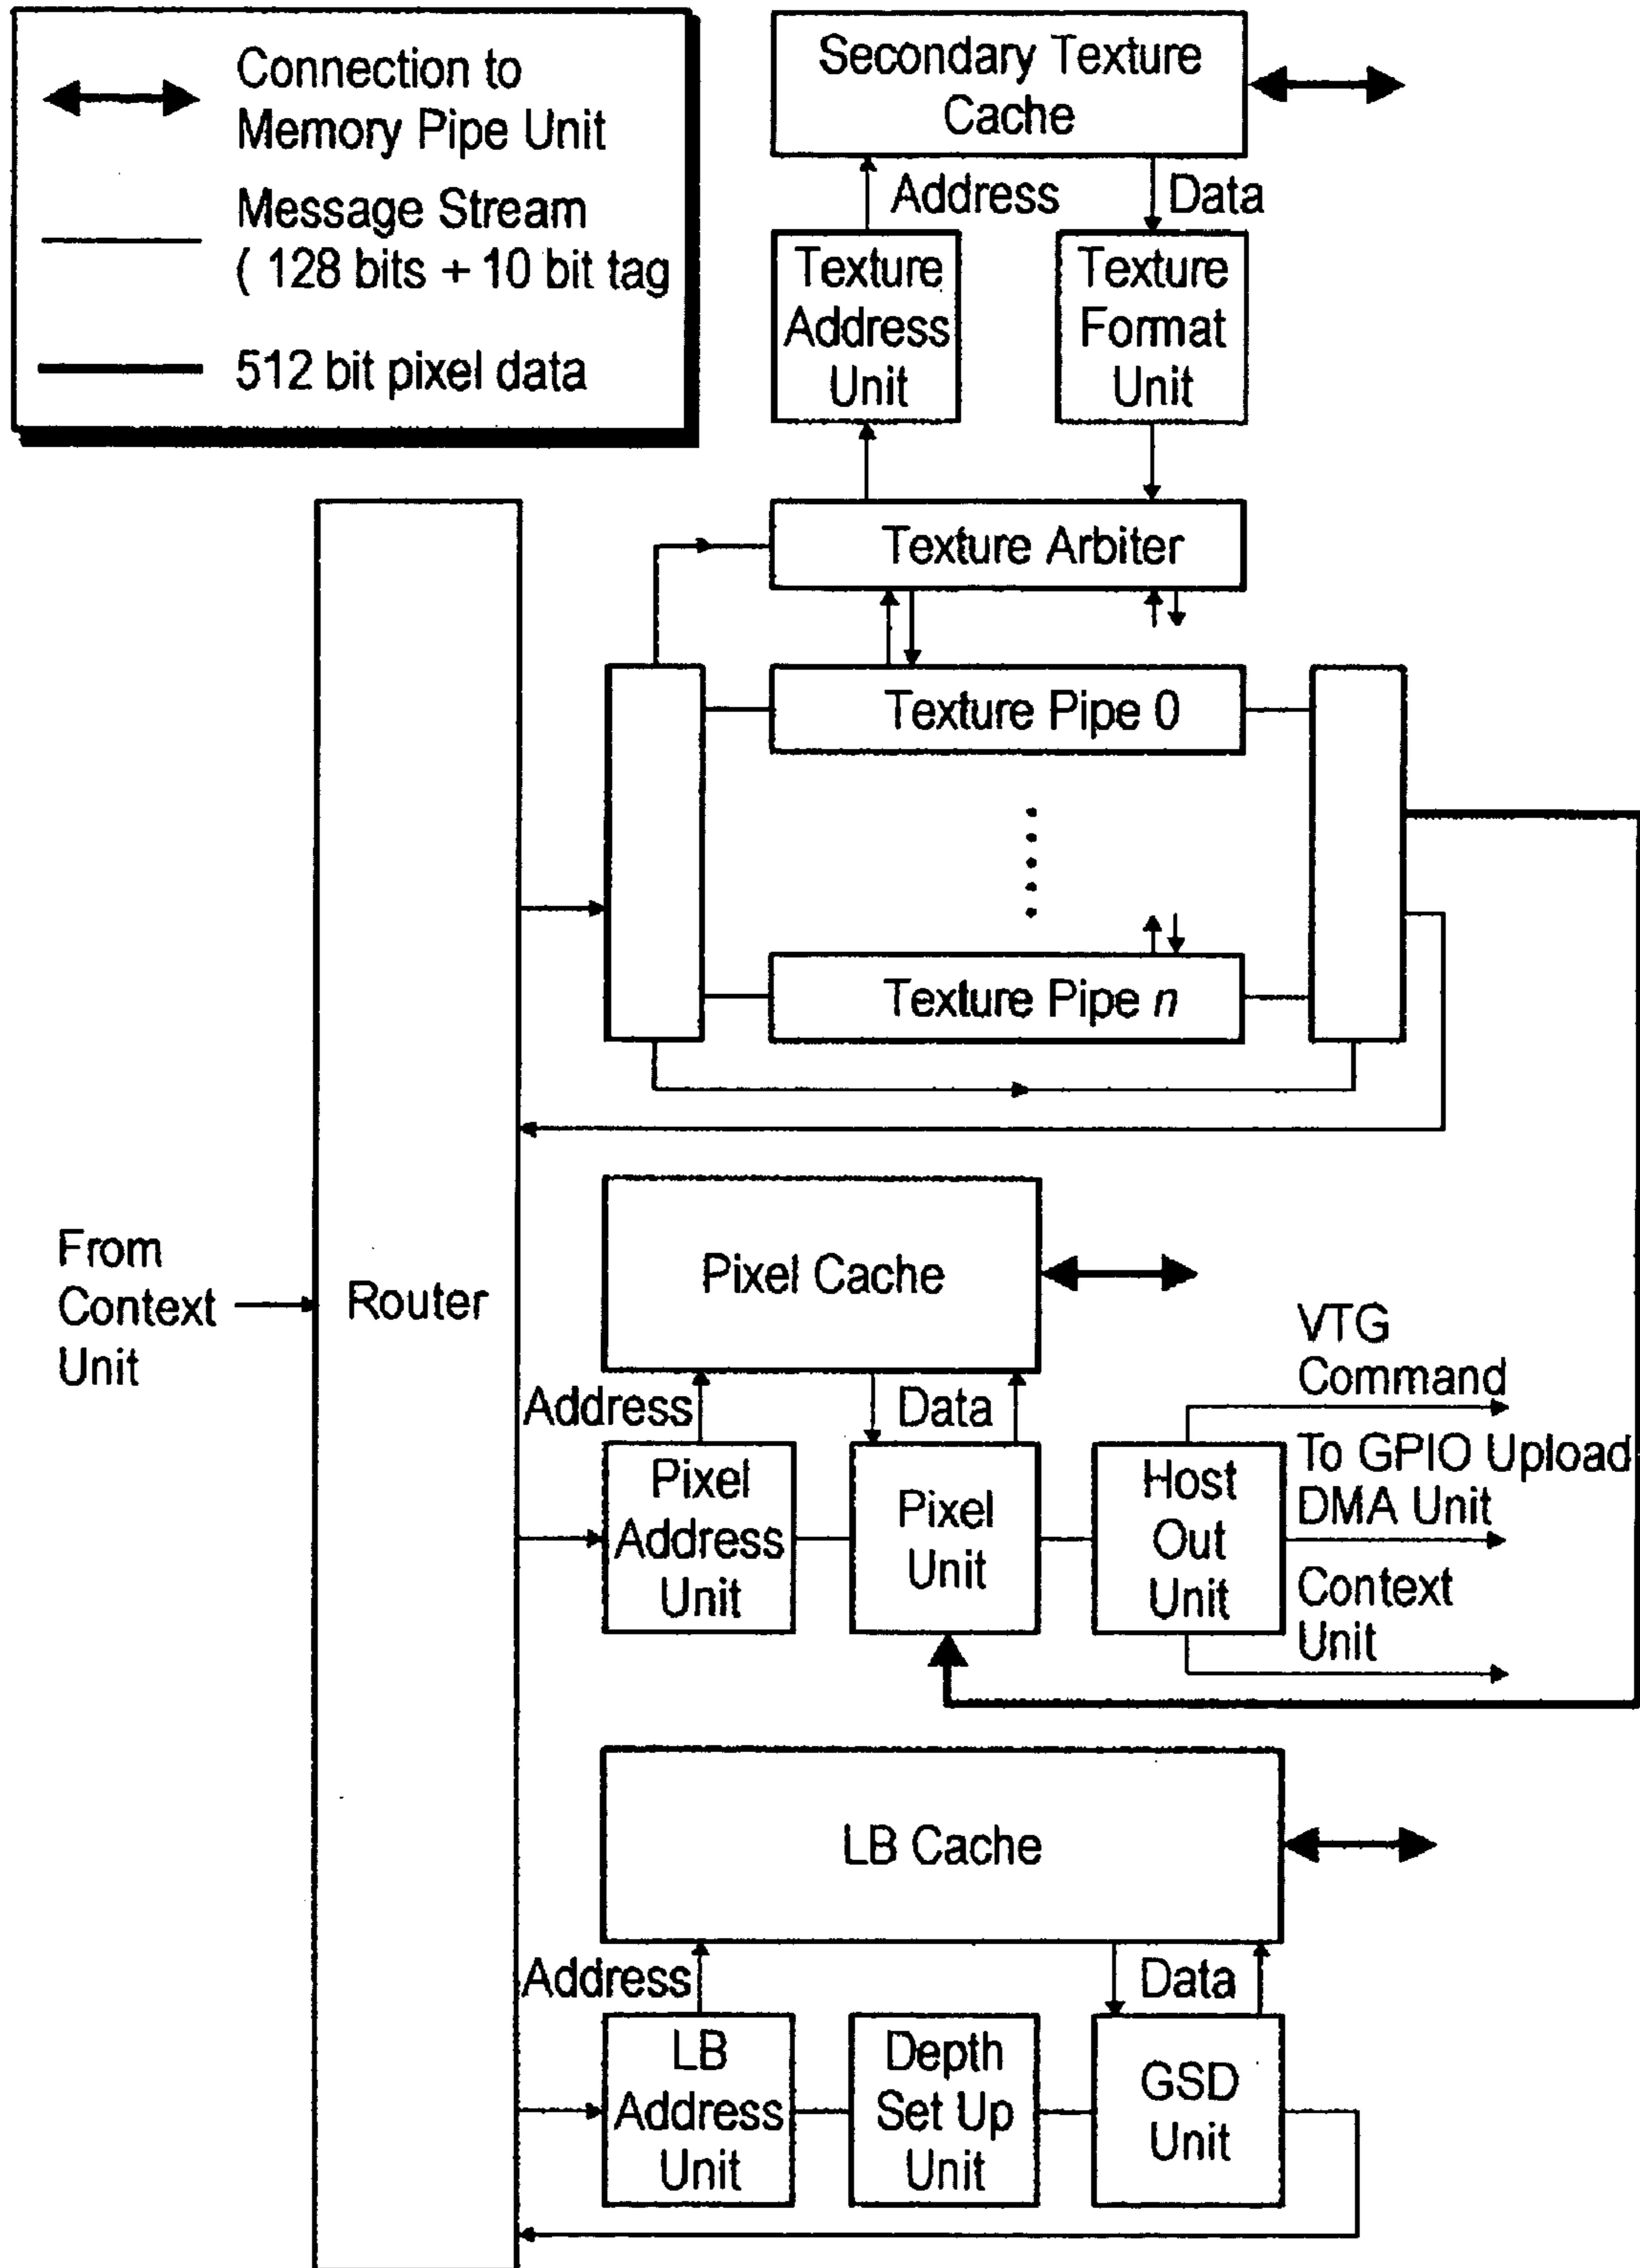 Connection to
Memory Pipe Unit
Message Stream
( 128 bits + 10 bit tag
512 bit pixel data
Secondary Texture
Cache
Address
Data
Texture
Address
Unit
Texture
Format
Unit
Texture Arbiter
Texture Pipe 0
Texture Pipe n
From
Context
Unit
Router
Pixel Cache
Address
Data
Pixel
Address
Unit
Pixel
Unit
Host
Out
Unit
VTG
Command
To GPIO Upload
DMA Unit
Context
Unit
LB Cache
Address
Data
LB
Address
Unit
Depth
Set Up
Unit
GSD
Unit